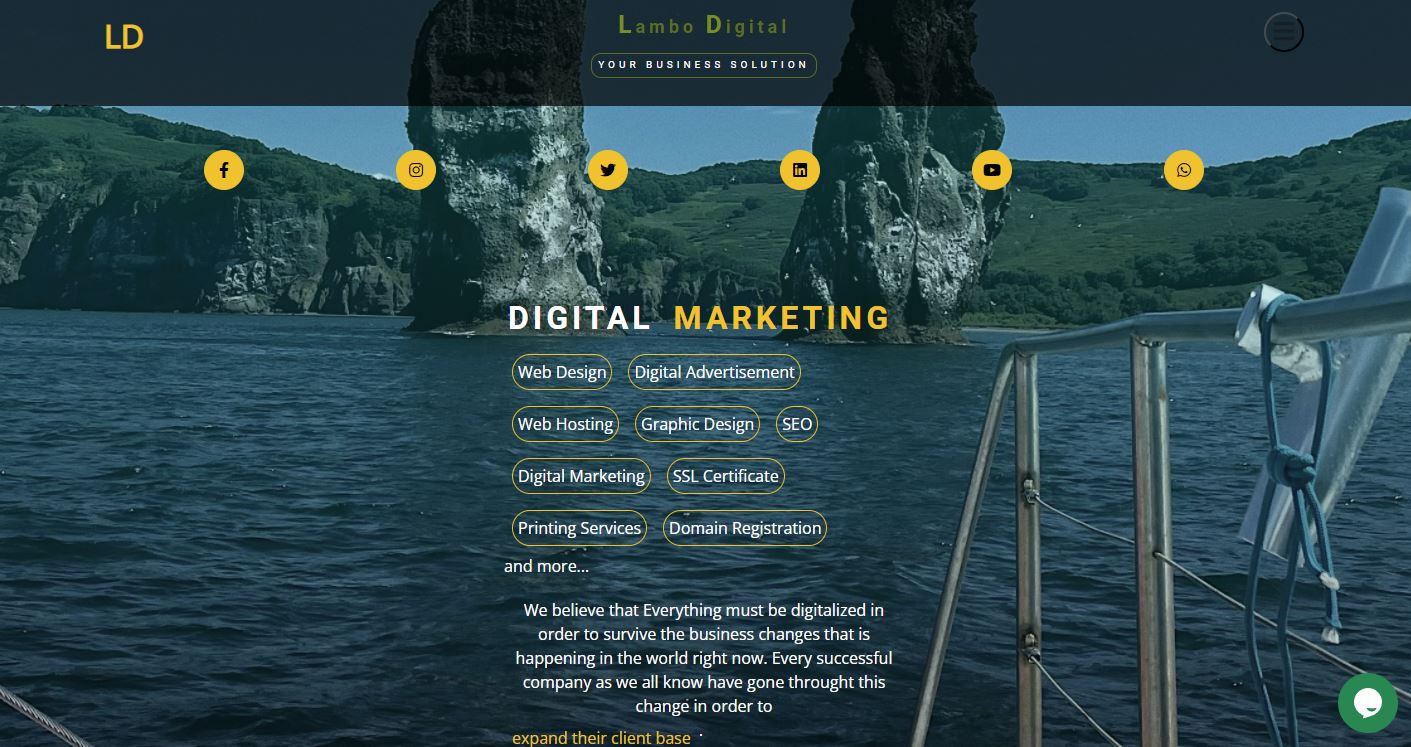 LD
Lambo Digital
YOUR BUSINESS SOLUTION
DIGITAL MARKETING
Web Design Digital Advertisement
Web Hosting Graphic Design SEO
Digital Marketing SSL Certificate
Printing Services Domain Registration
and more...
We believe that Everything must be digitalized in
order to survive the business changes that is
happening in the world right now. Every successful
company as we all know have gone throught this
change in order to
expand their client base .